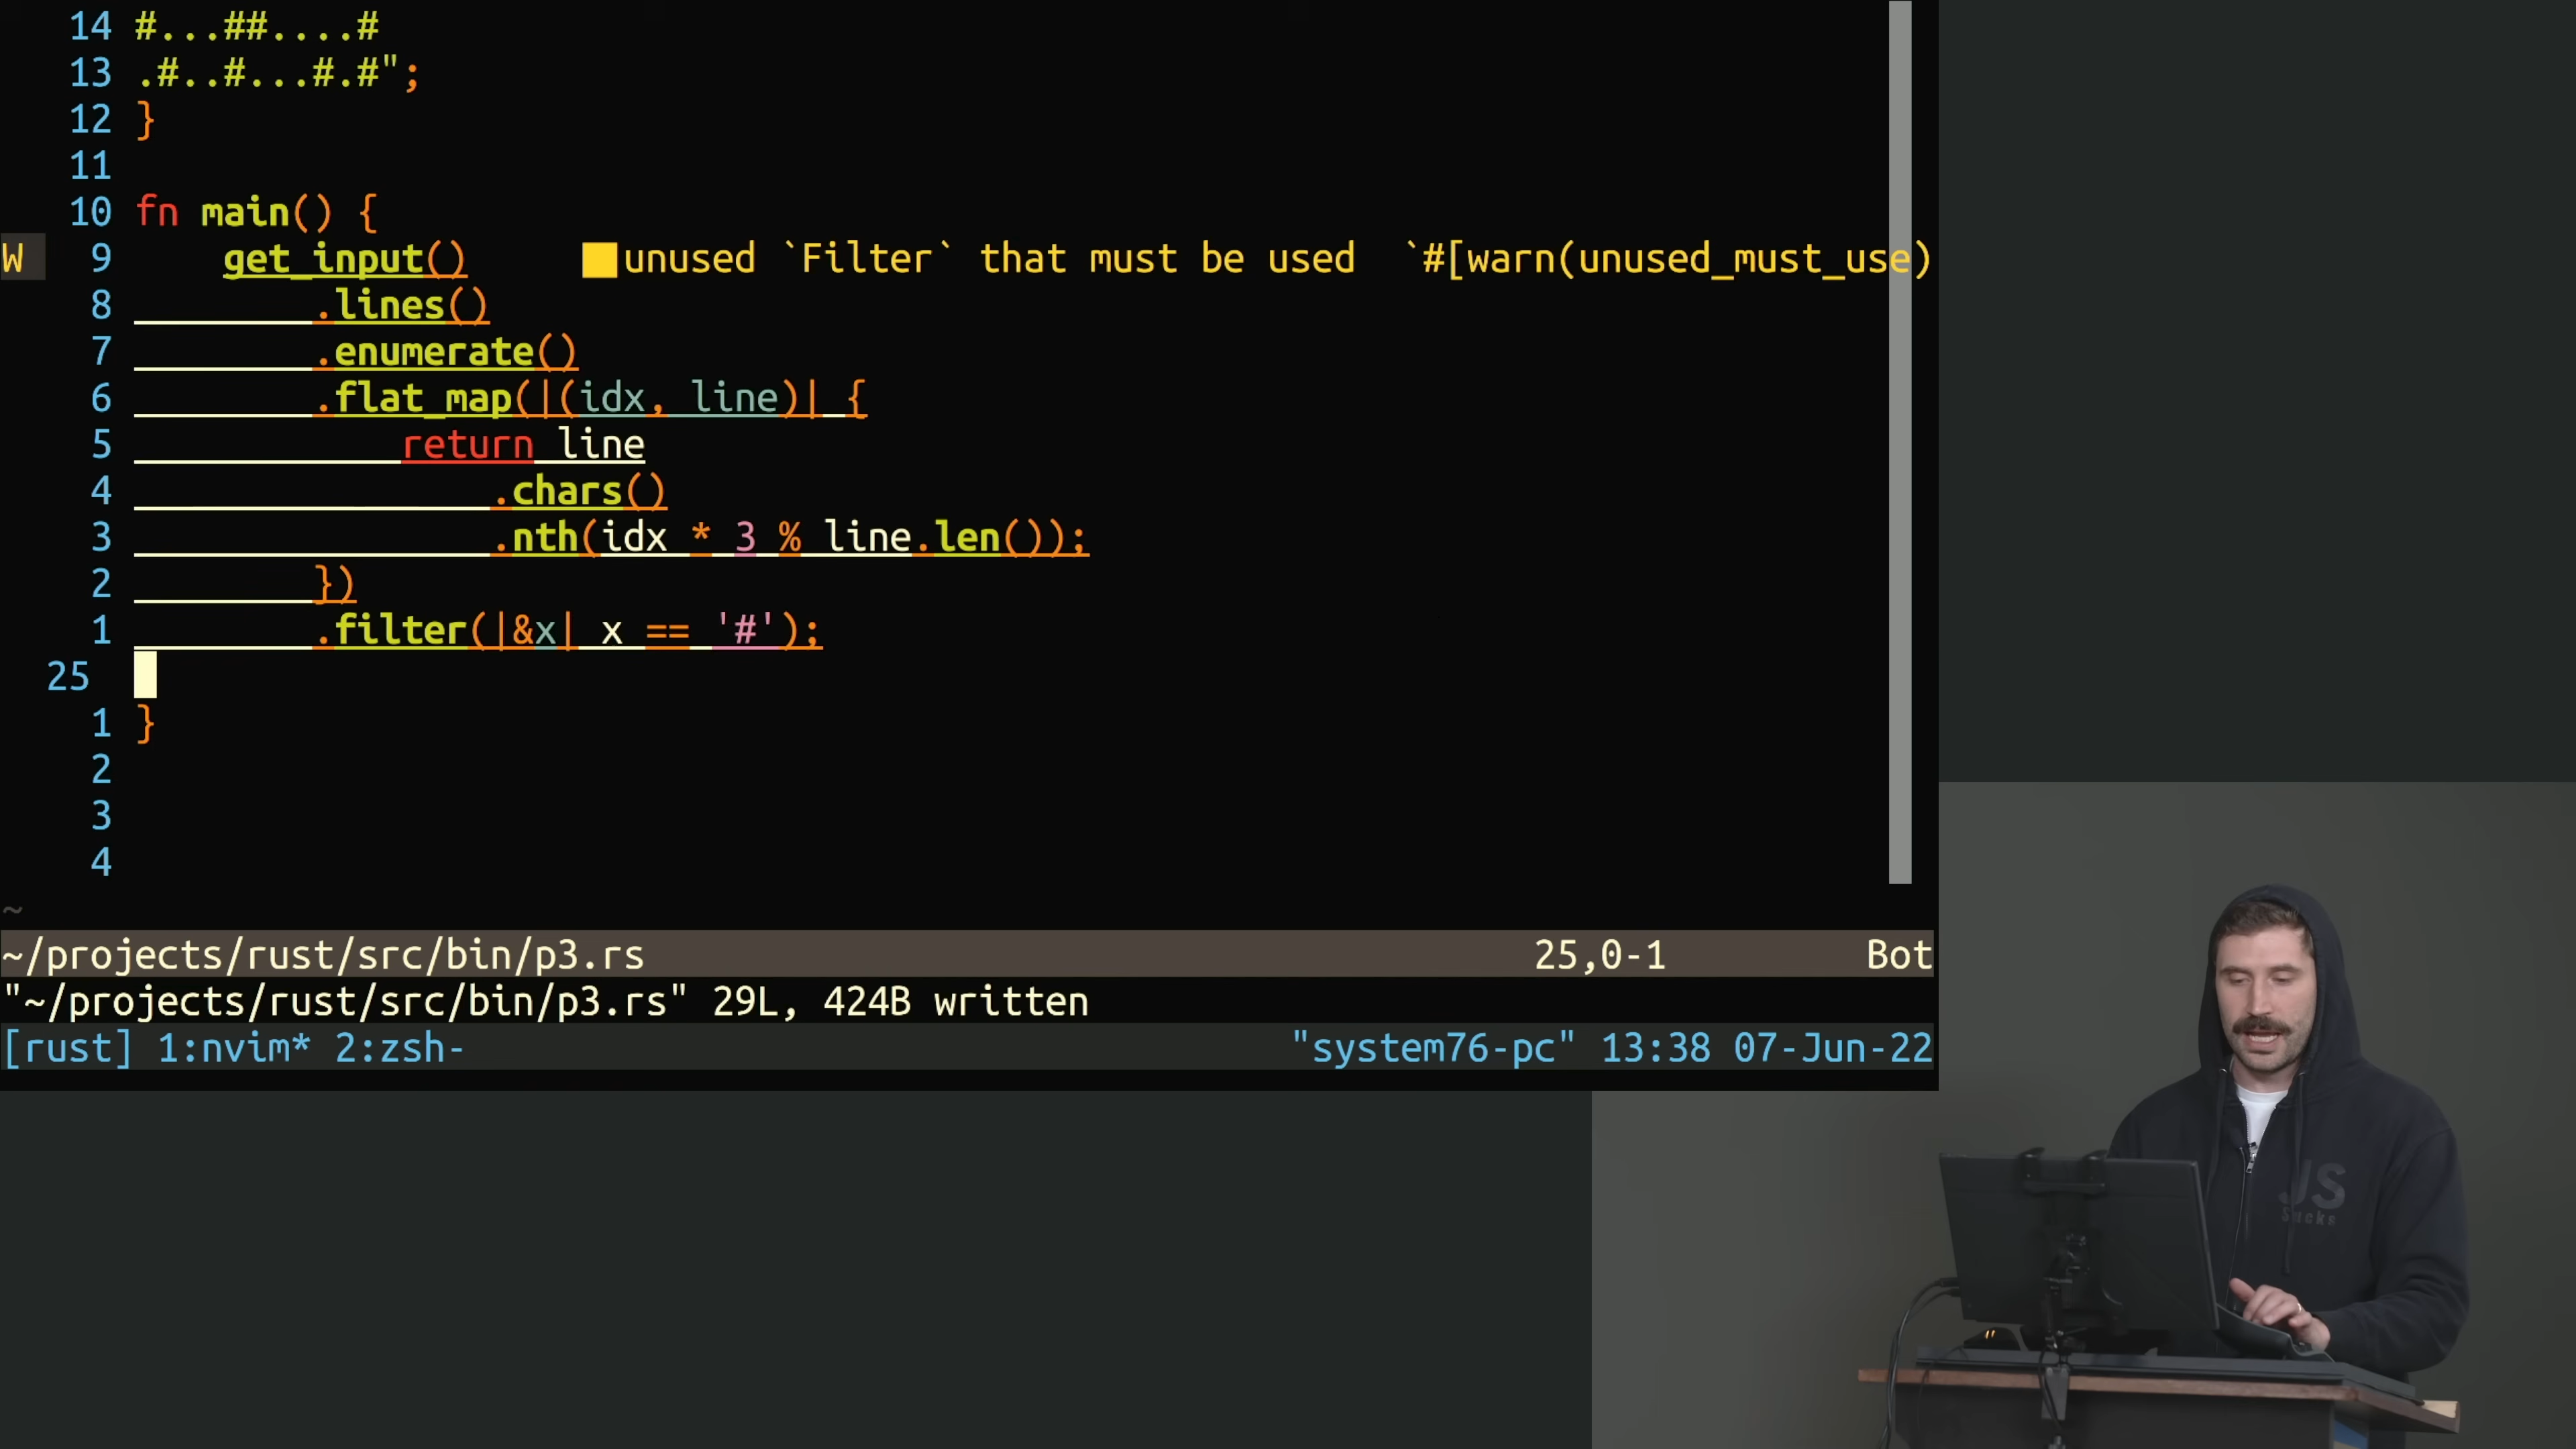 14 #...##....#
13 .#..#...#.#";
12 }
11
10 fn main() {
W 9 get_input() unused `Filter` that must be used `#[warn(unused_must_use)
8 .lines()
7 .enumerate()
6 .flat_map(|(idx, line)| {
5 return line
4 .chars()
3 .nth(idx * 3 % line.len());
2 })
1 .filter(|&x| x == '#');
25
1 }
2
3
4
~
~/projects/rust/src/bin/p3.rs 25,0-1 Bot
"~/projects/rust/src/bin/p3.rs" 29L, 424B written
[rust] 1:nvim* 2:zsh- "system76-pc" 13:38 07-Jun-22
JS
Sucks